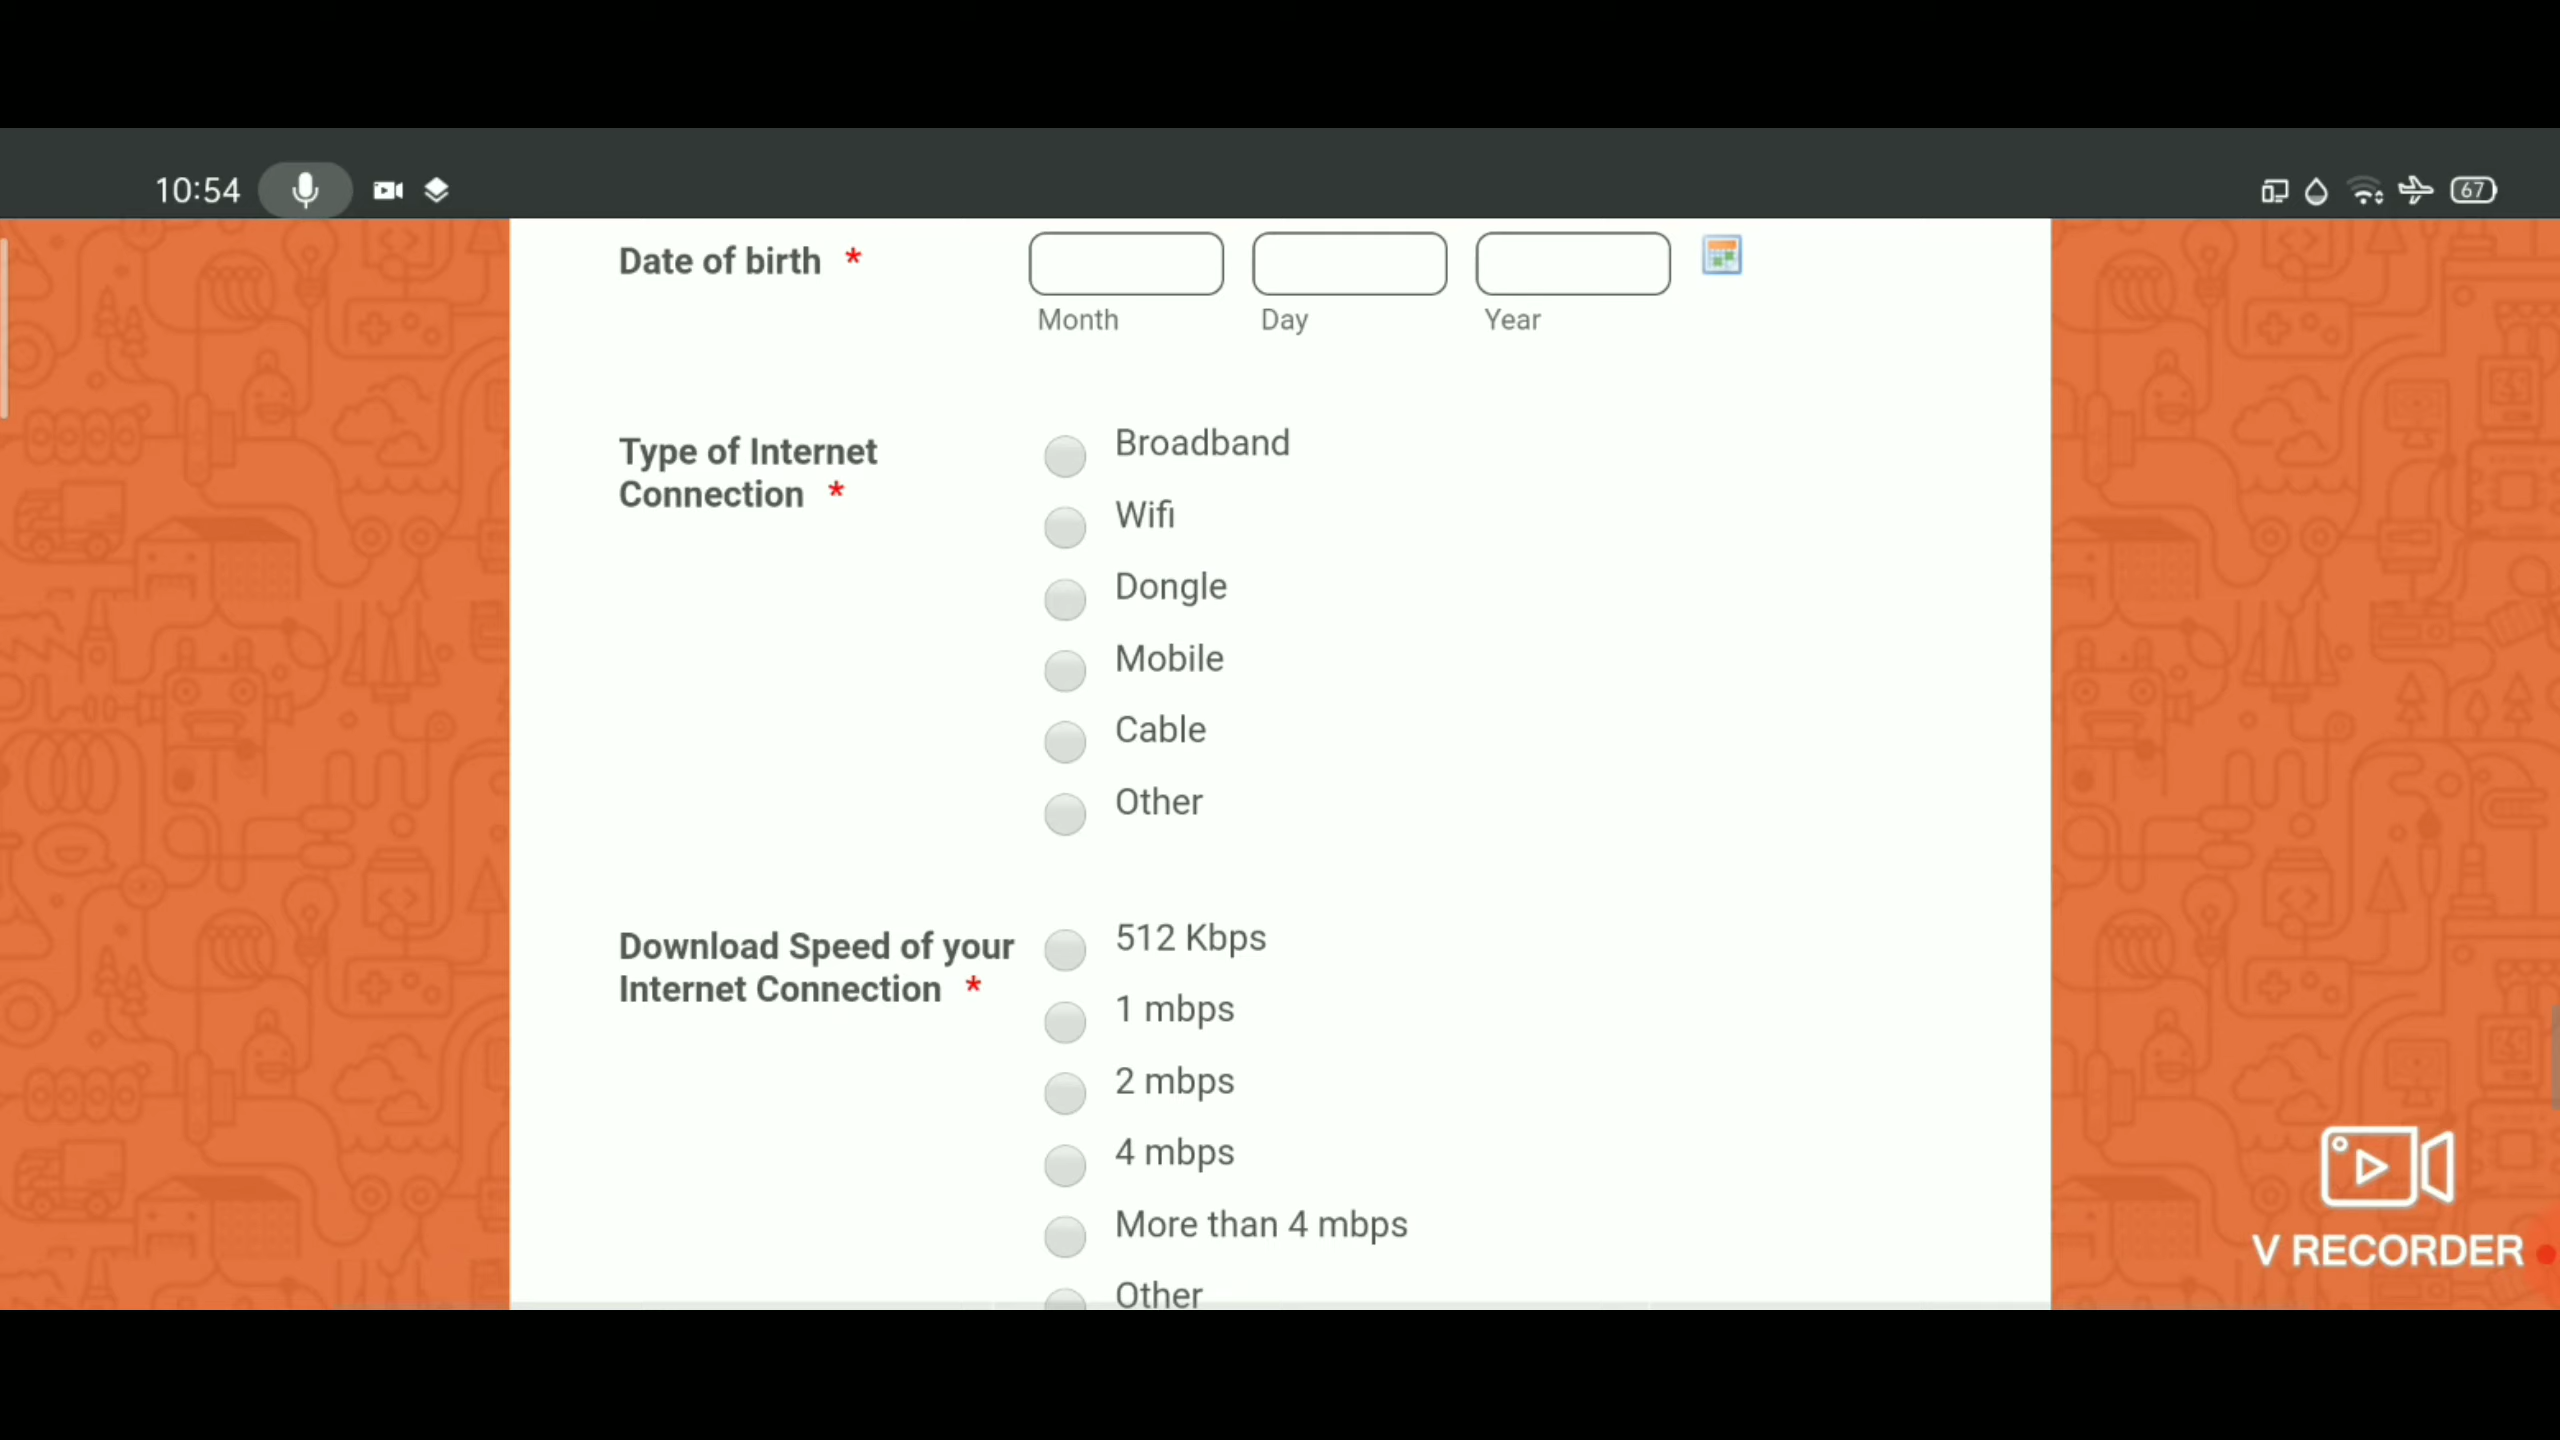 10:54
67
Date of birth *
Month Day Year
Type of Internet
Connection *
Broadband
Wifi
Dongle
Mobile
Cable
Other
Download Speed of your
Internet Connection *
512 Kbps
1 mbps
2 mbps
4 mbps
More than 4 mbps
Other
V RECORDER